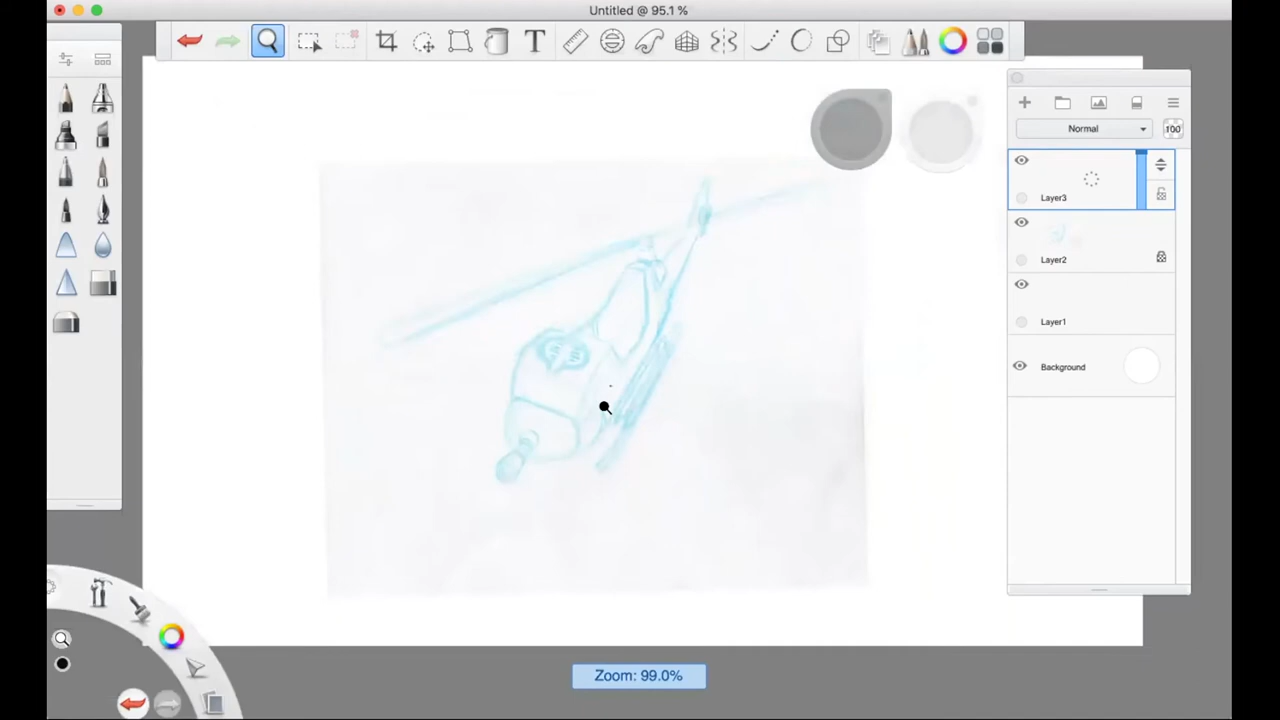 Untitled @ 95.1 %
T
Normal
100
Layer3
Layer2
Layer1
Background
Zoom: 99.0%